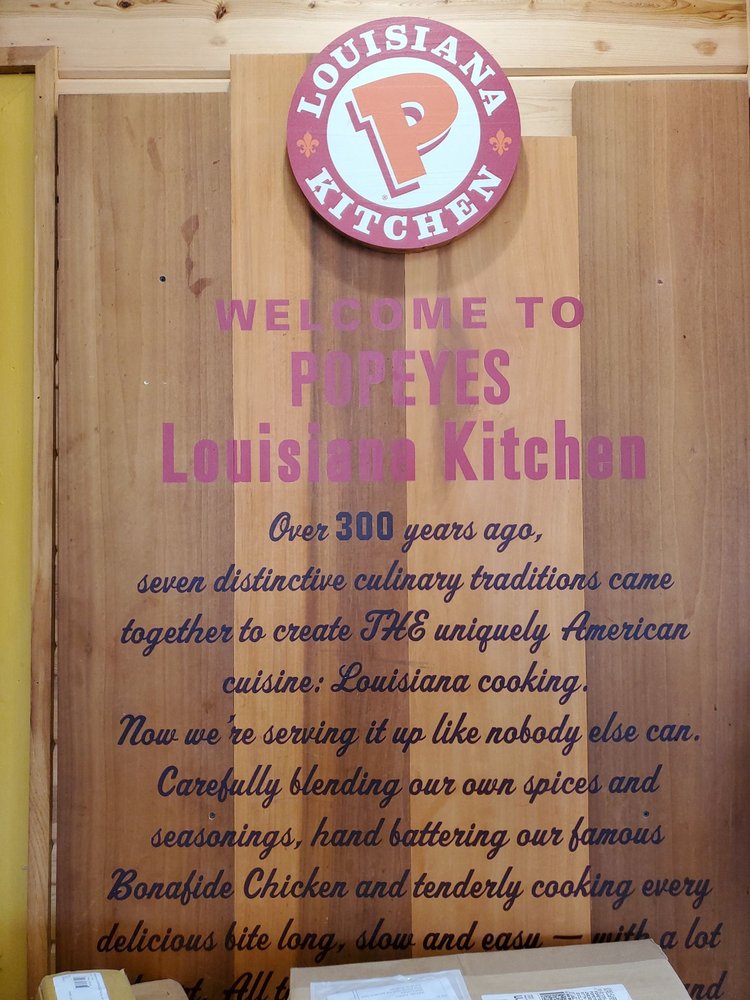 LOUISIANA
P
®
KITCHEN
WELCOME TO
POPEYES
Louisiana Kitchen
Over 300 years ago,
seven distinctive culinary traditions came
together to create THE uniquely American
cuisine: Louisiana cooking.
Now we're serving it up like nobody else can.
Carefully blending our own spices and
seasonings, hand battering our famous
Bonafide Chicken and tenderly cooking every
delicious bite long, slow and easy — with a lot
All